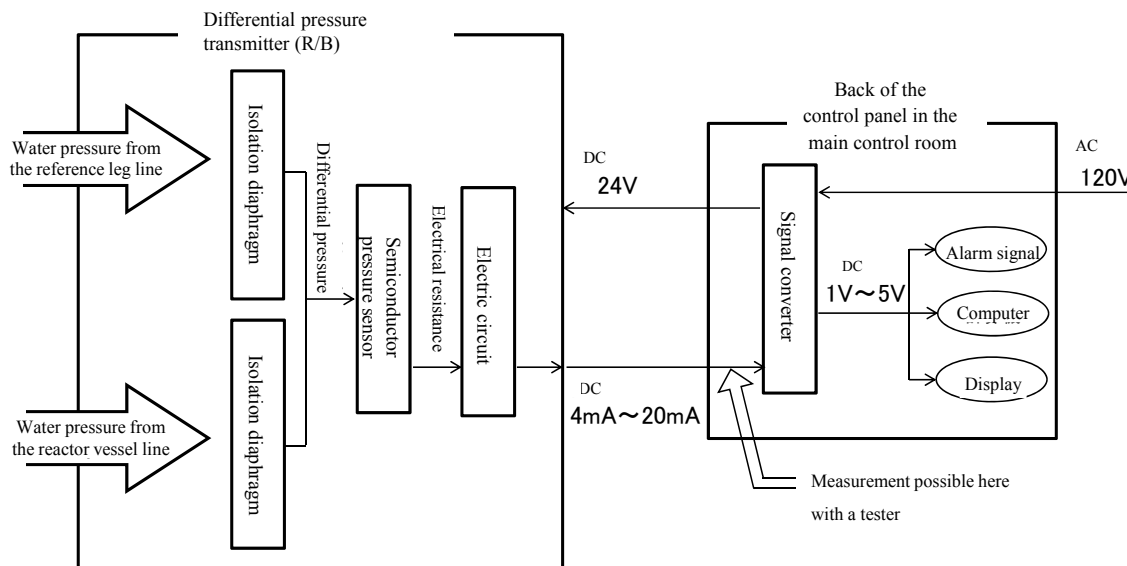 Differential pressure
transmitter (R/B)
Water pressure from
the reference leg line
Isolation diaphragm
Differential pressure
Semiconductor
pressure sensor
Electrical resistance
Electric circuit
Water pressure from
the reactor vessel line
Isolation diaphragm
DC
24V
DC
4mA～20mA
Back of the
control panel in the
main control room
AC
120V
Signal converter
DC
1V～5V
Alarm signal
Computer
Display
Measurement possible here
with a tester